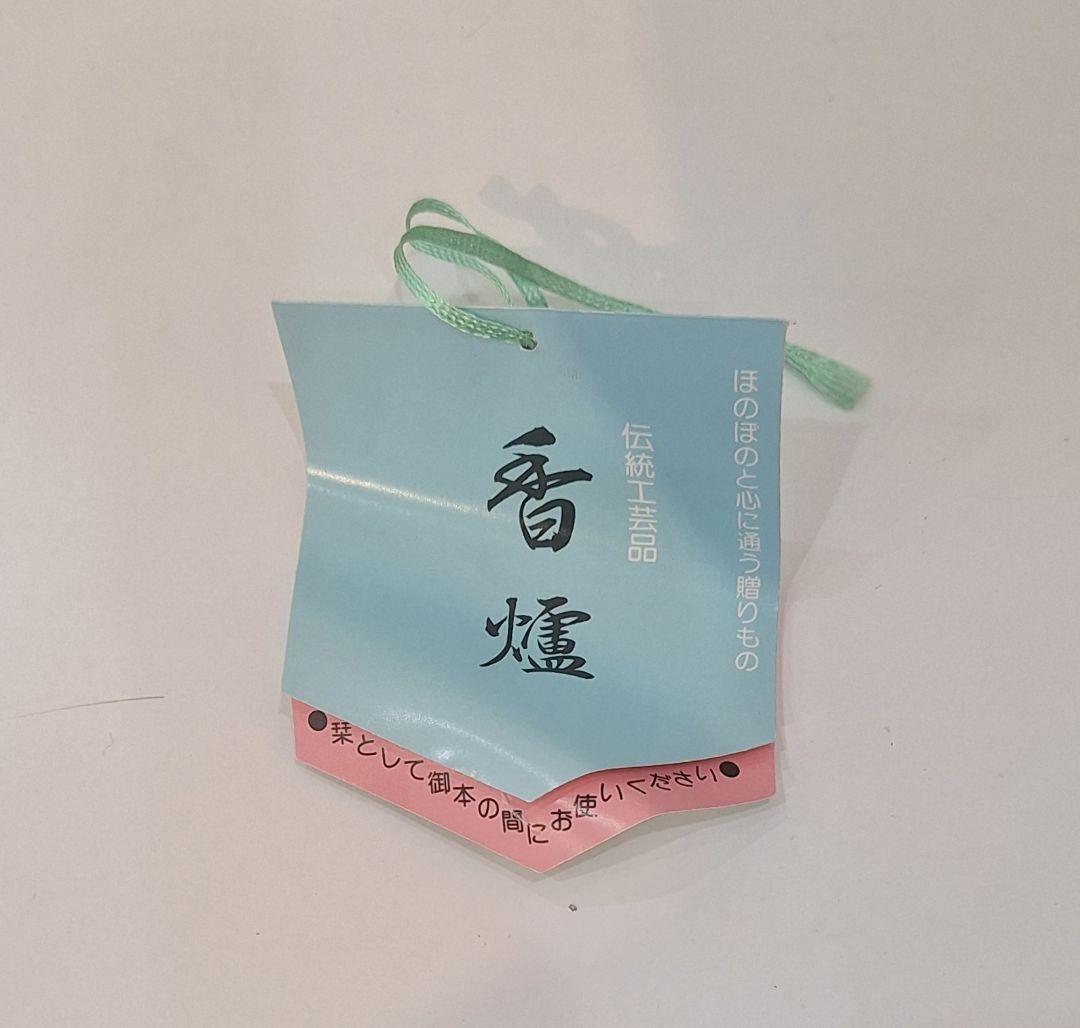 ほのぼのと心に通う贈りもの
伝統工芸品
香爐
●栞として御本の間にお使いください●